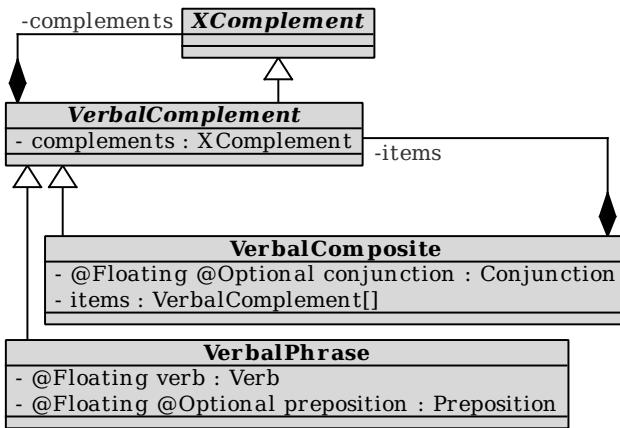 -complements
XComplement
VerbalComplement
- complements : XComplement
-items
VerbalComposite
- @Floating @Optional conjunction : Conjunction
- items : VerbalComplement[]
VerbalPhrase
- @Floating verb : Verb
- @Floating @Optional preposition : Preposition